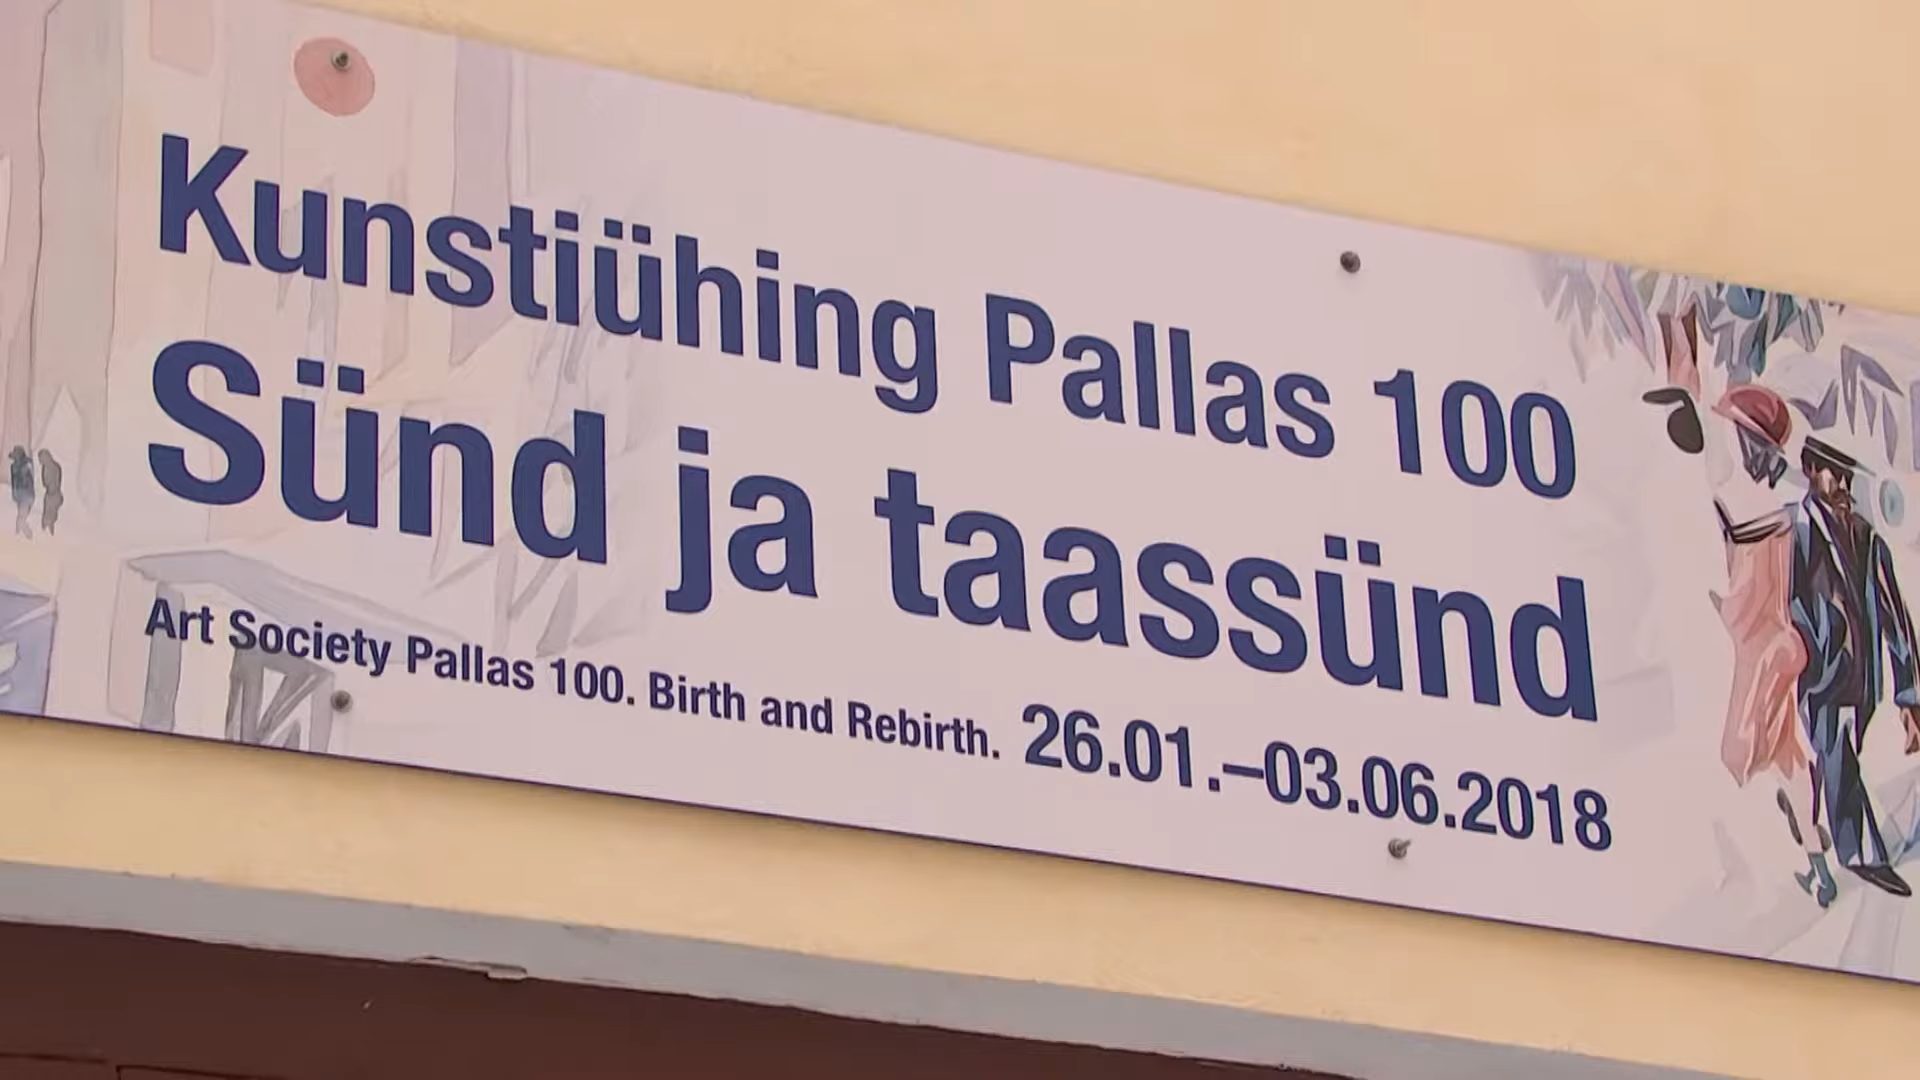 Kunstiühing Pallas 100
Sünd ja taassünd
Art Society Pallas 100. Birth and Rebirth. 26.01.–03.06.2018